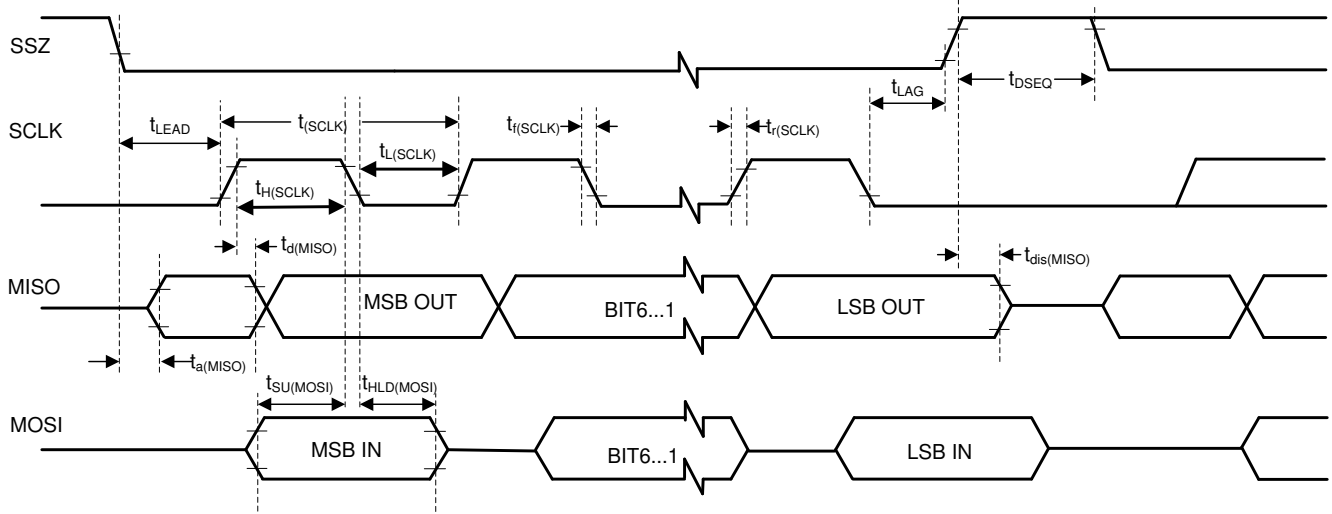 SSZ
t_LAG
t_DSEQ
SCLK
t_LEAD
t_(SCLK)
t_f(SCLK)
t_r(SCLK)
t_L(SCLK)
t_H(SCLK)
t_d(MISO)
t_dis(MISO)
MISO
MSB OUT
BIT6...1
LSB OUT
t_a(MISO)
t_SU(MOSI)
t_HLD(MOSI)
MOSI
MSB IN
BIT6...1
LSB IN